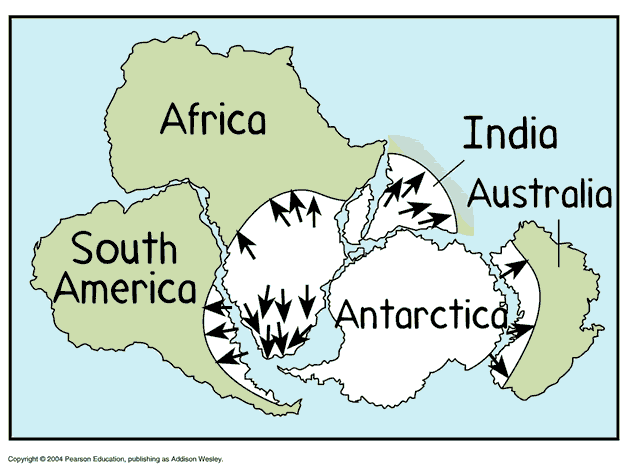 Africa
India
Australia
South
America
Antarctica
Copyright © 2004 Pearson Education, publishing as Addison Wesley.